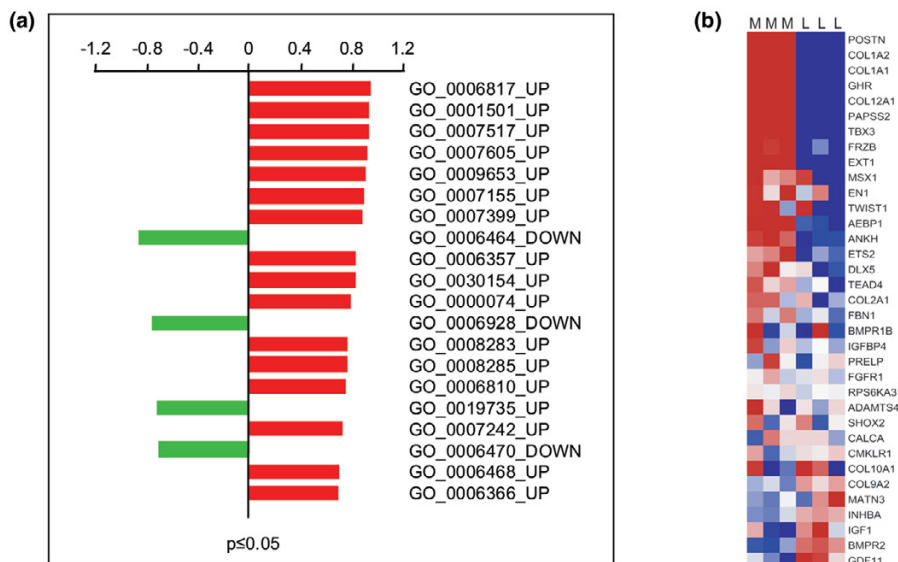 (a)
-1.2 -0.8 -0.4 0 0.4 0.8 1.2
GO_0006817_UP
GO_0001501_UP
GO_0007517_UP
GO_0007605_UP
GO_0009653_UP
GO_0007155_UP
GO_0007399_UP
GO_0006464_DOWN
GO_0006357_UP
GO_0030154_UP
GO_0000074_UP
GO_0006928_DOWN
GO_0008283_UP
GO_0008285_UP
GO_0006810_UP
GO_0019735_UP
GO_0007242_UP
GO_0006470_DOWN
GO_0006468_UP
GO_0006366_UP
p≤0.05
(b)
M M M L L L
POSTN
COL1A2
COL1A1
GHR
COL12A1
PAPSS2
TBX3
FRZB
EXT1
MSX1
EN1
TWIST1
AEBP1
ANKH
ETS2
DLX5
TEAD4
COL2A1
FBN1
BMPR1B
IGFBP4
PRELP
FGFR1
RPS6KA3
ADAMTS4
SHOX2
CALCA
CMKLR1
COL10A1
COL9A2
MATN3
INHBA
IGF1
BMPR2
GDF11